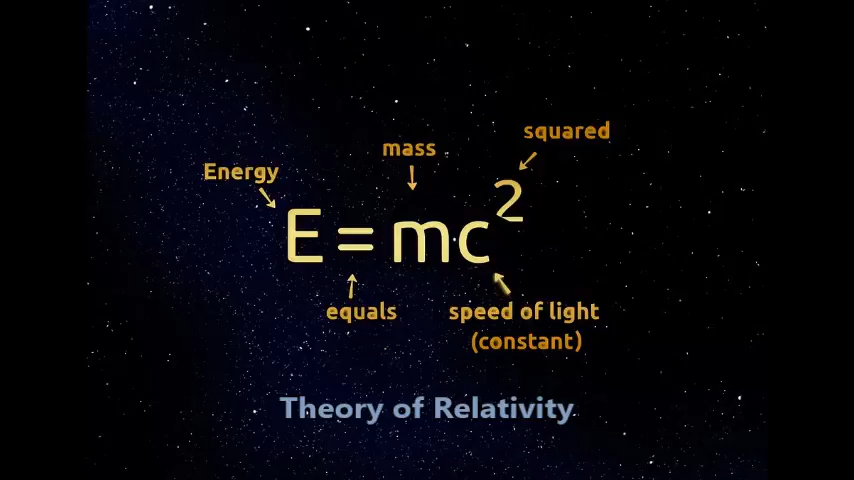 squared
mass
Energy
E = mc²
equals
speed of light
(constant)
Theory of Relativity